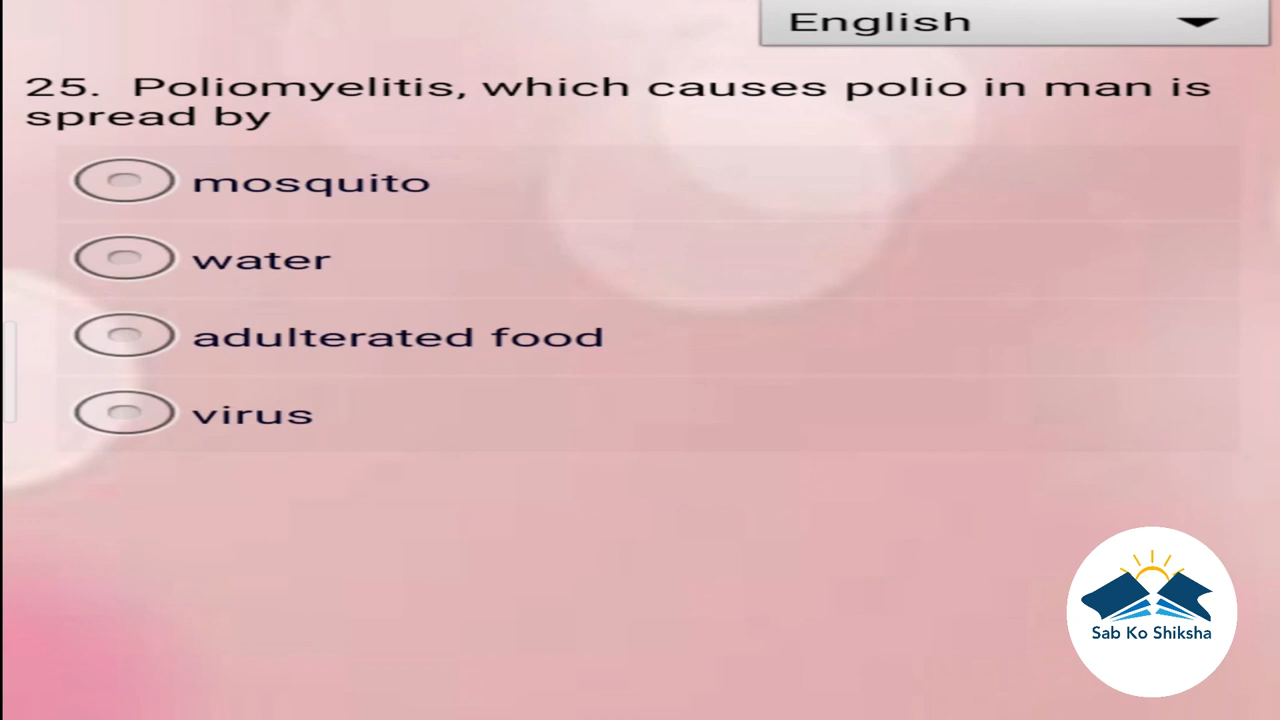 English
25. Poliomyelitis, which causes polio in man is
spread by
mosquito
water
adulterated food
virus
Sab Ko Shiksha